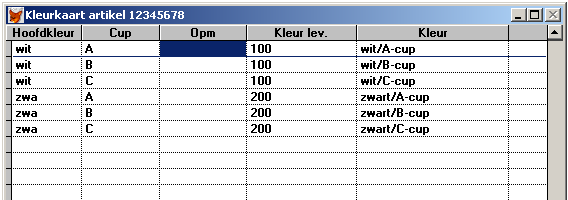 Kleurkaart artikel 12345678
Hoofdkleur Cup Opm Kleur lev. Kleur
wit A 100 wit/A-cup
wit B 100 wit/B-cup
wit C 100 wit/C-cup
zwa A 200 zwart/A-cup
zwa B 200 zwart/B-cup
zwa C 200 zwart/C-cup